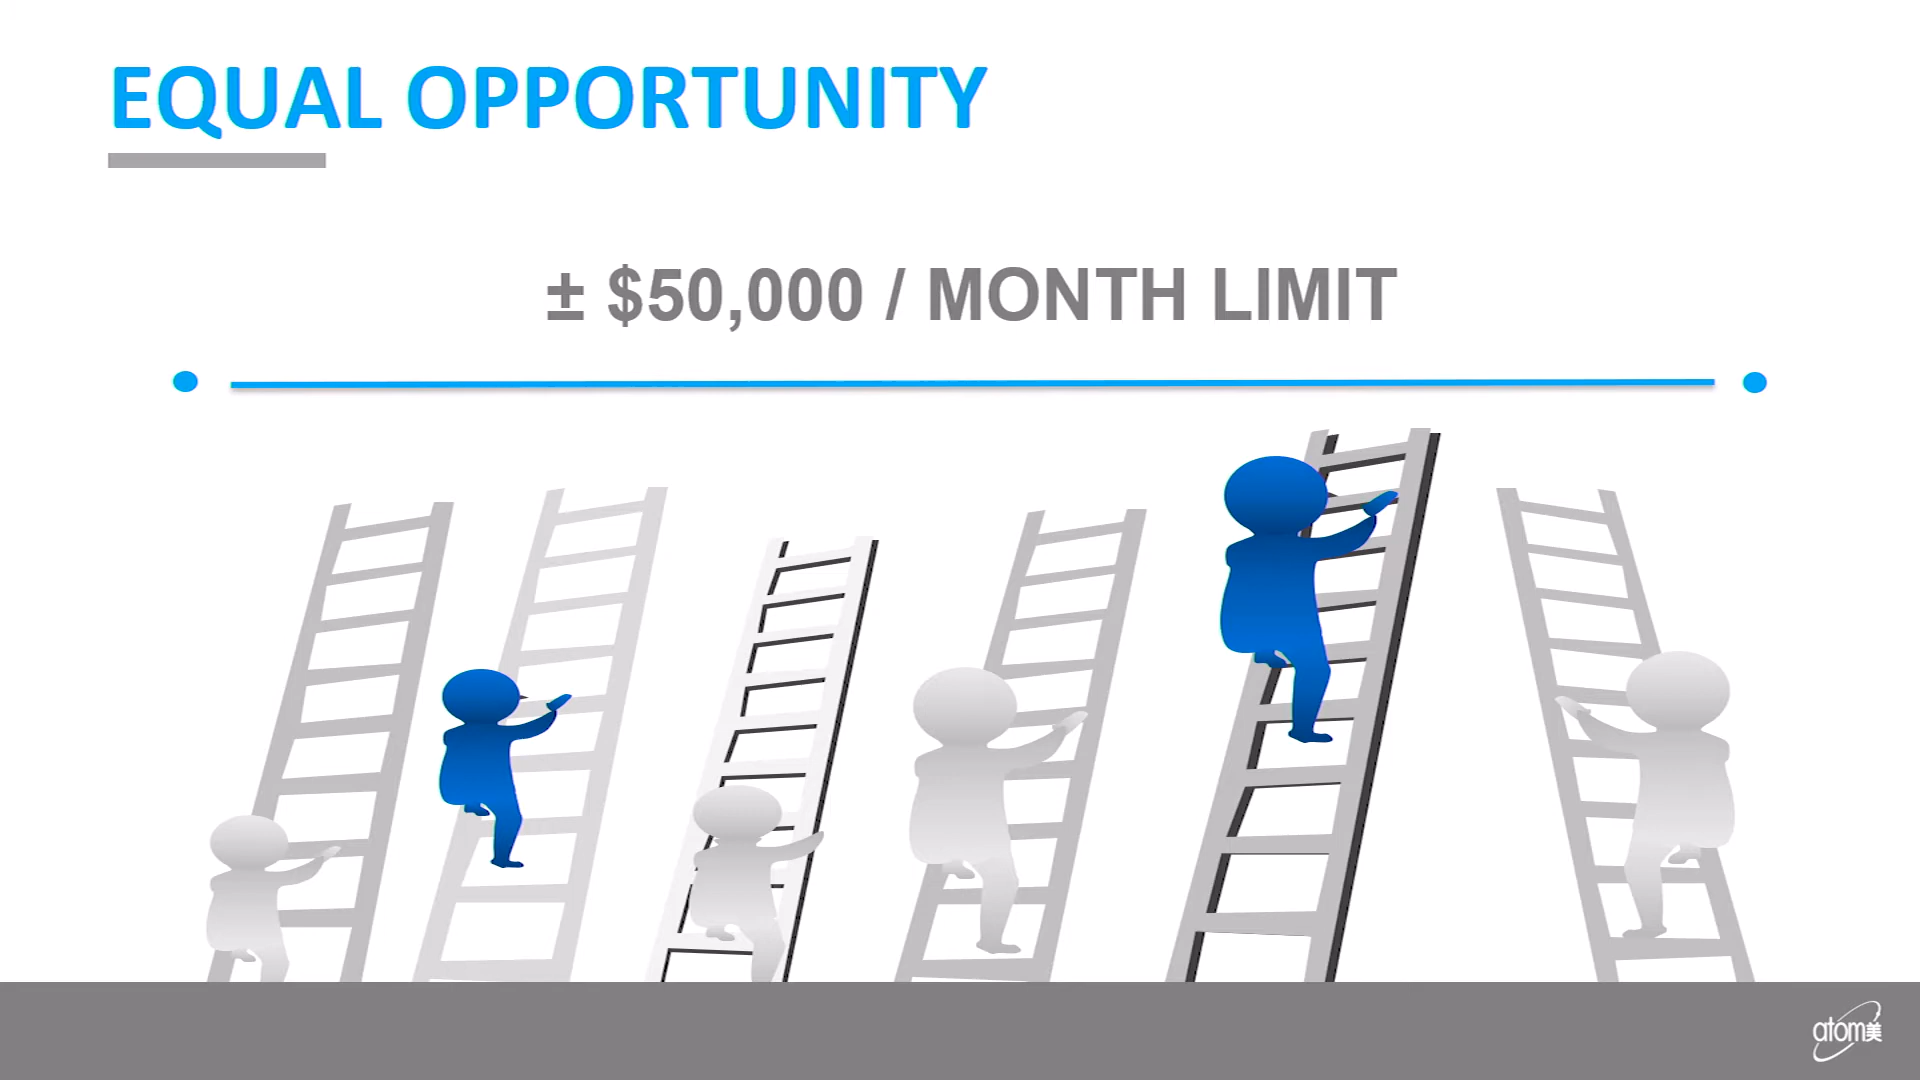 EQUAL OPPORTUNITY
± $50,000 / MONTH LIMIT
atom美